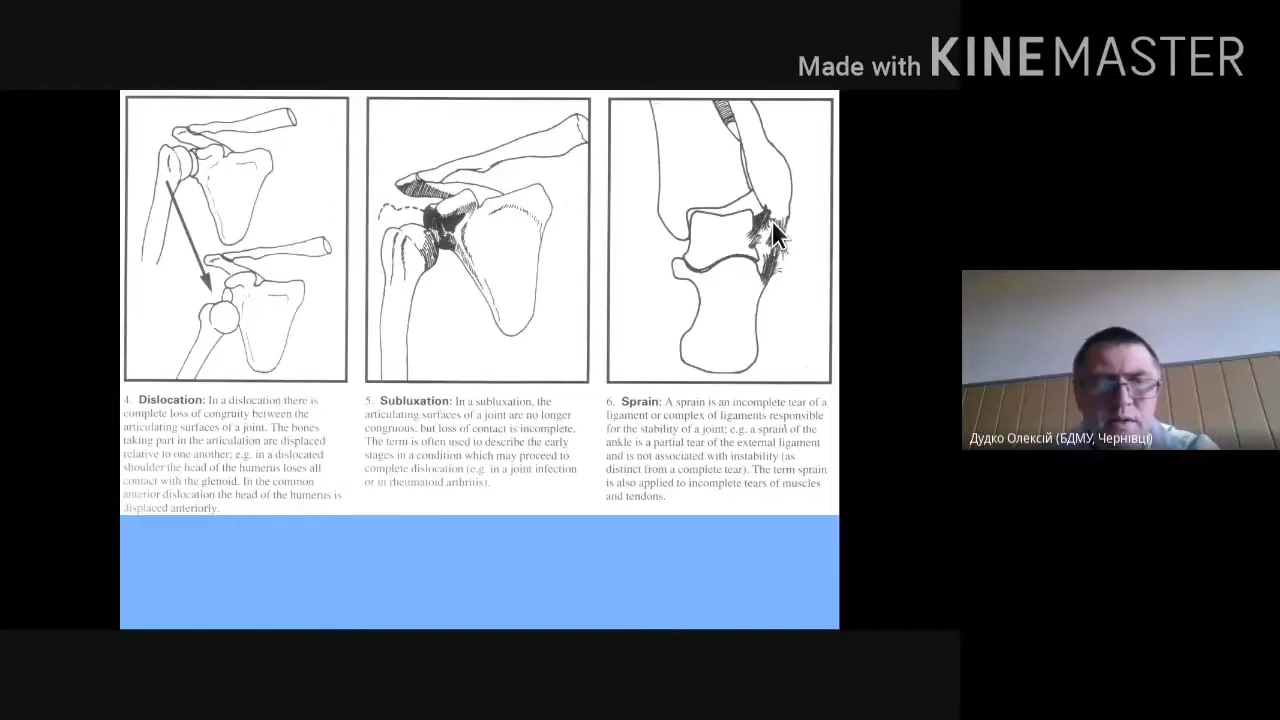 Made with KINEMASTER
4. Dislocation: In a dislocation there is
complete loss of congruity between the
articulating surfaces of a joint. The bones
taking part in the articulation are displaced
relative to one another; e.g. in a dislocated
shoulder the head of the humerus loses all
contact with the glenoid. In the common
anterior dislocation the head of the humerus is
displaced anteriorly.
5. Subluxation: In a subluxation, the
articulating surfaces of a joint are no longer
congruous, but loss of contact is incomplete.
The term is often used to describe the early
stages in a condition which may proceed to
complete dislocation (e.g. in a joint infection
or in rheumatoid arthritis).
6. Sprain: A sprain is an incomplete tear of a
ligament or complex of ligaments responsible
for the stability of a joint; e.g. a sprain of the
ankle is a partial tear of the external ligament
and is not associated with instability (as
distinct from a complete tear). The term sprain
is also applied to incomplete tears of muscles
and tendons.
Дудко Олексій (БДМУ, Чернівці)